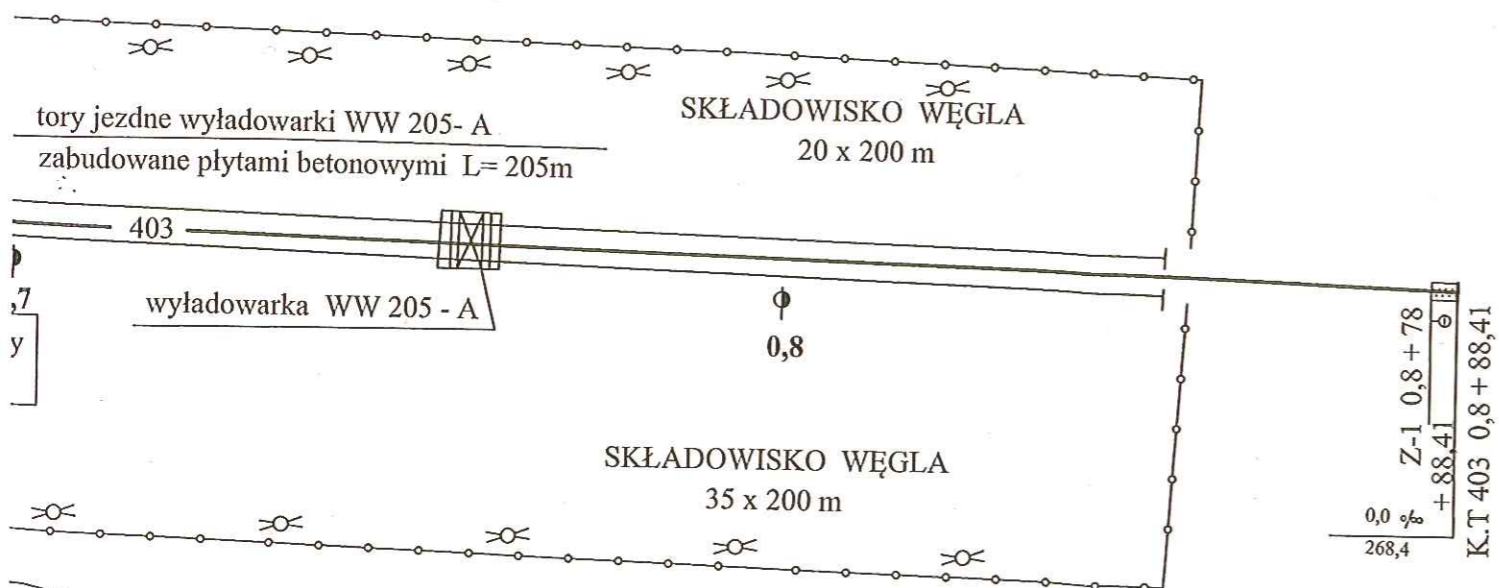 SKŁADOWISKO WĘGLA
20 x 200 m
tory jezdne wyładowarki WW 205- A
zabudowane płytami betonowymi L= 205m
403
,7
y
wyładowarka WW 205 - A
0,8
SKŁADOWISKO WĘGLA
35 x 200 m
Z-1 0,8 + 78
+ 88,41
K.T 403 0,8 + 88,41
0,0 ‰
268,4